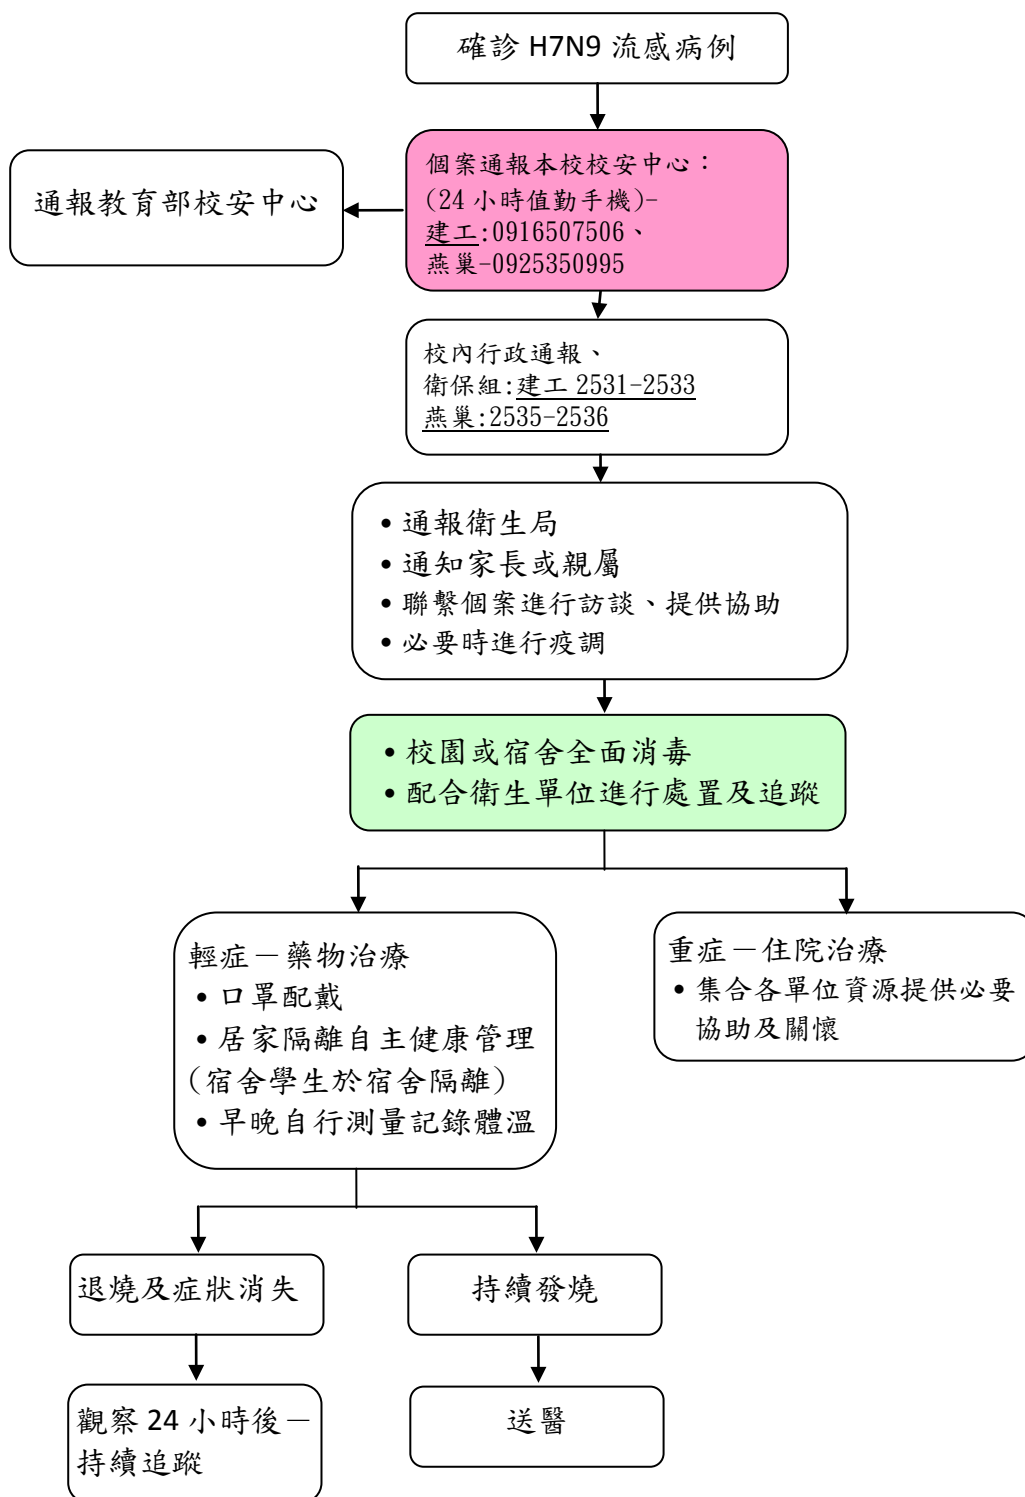 確診 H7N9 流感病例
個案通報本校校安中心：
(24 小時值勤手機)-
建工:0916507506、
燕巢-0925350995
通報教育部校安中心
校內行政通報、
衛保組:建工 2531-2533
燕巢:2535-2536
• 通報衛生局
• 通知家長或親屬
• 聯繫個案進行訪談、提供協助
• 必要時進行疫調
• 校園或宿舍全面消毒
• 配合衛生單位進行處置及追蹤
輕症－藥物治療
• 口罩配戴
• 居家隔離自主健康管理
(宿舍學生於宿舍隔離)
• 早晚自行測量記錄體溫
重症－住院治療
• 集合各單位資源提供必要
協助及關懷
退燒及症狀消失
持續發燒
觀察 24 小時後－
持續追蹤
送醫